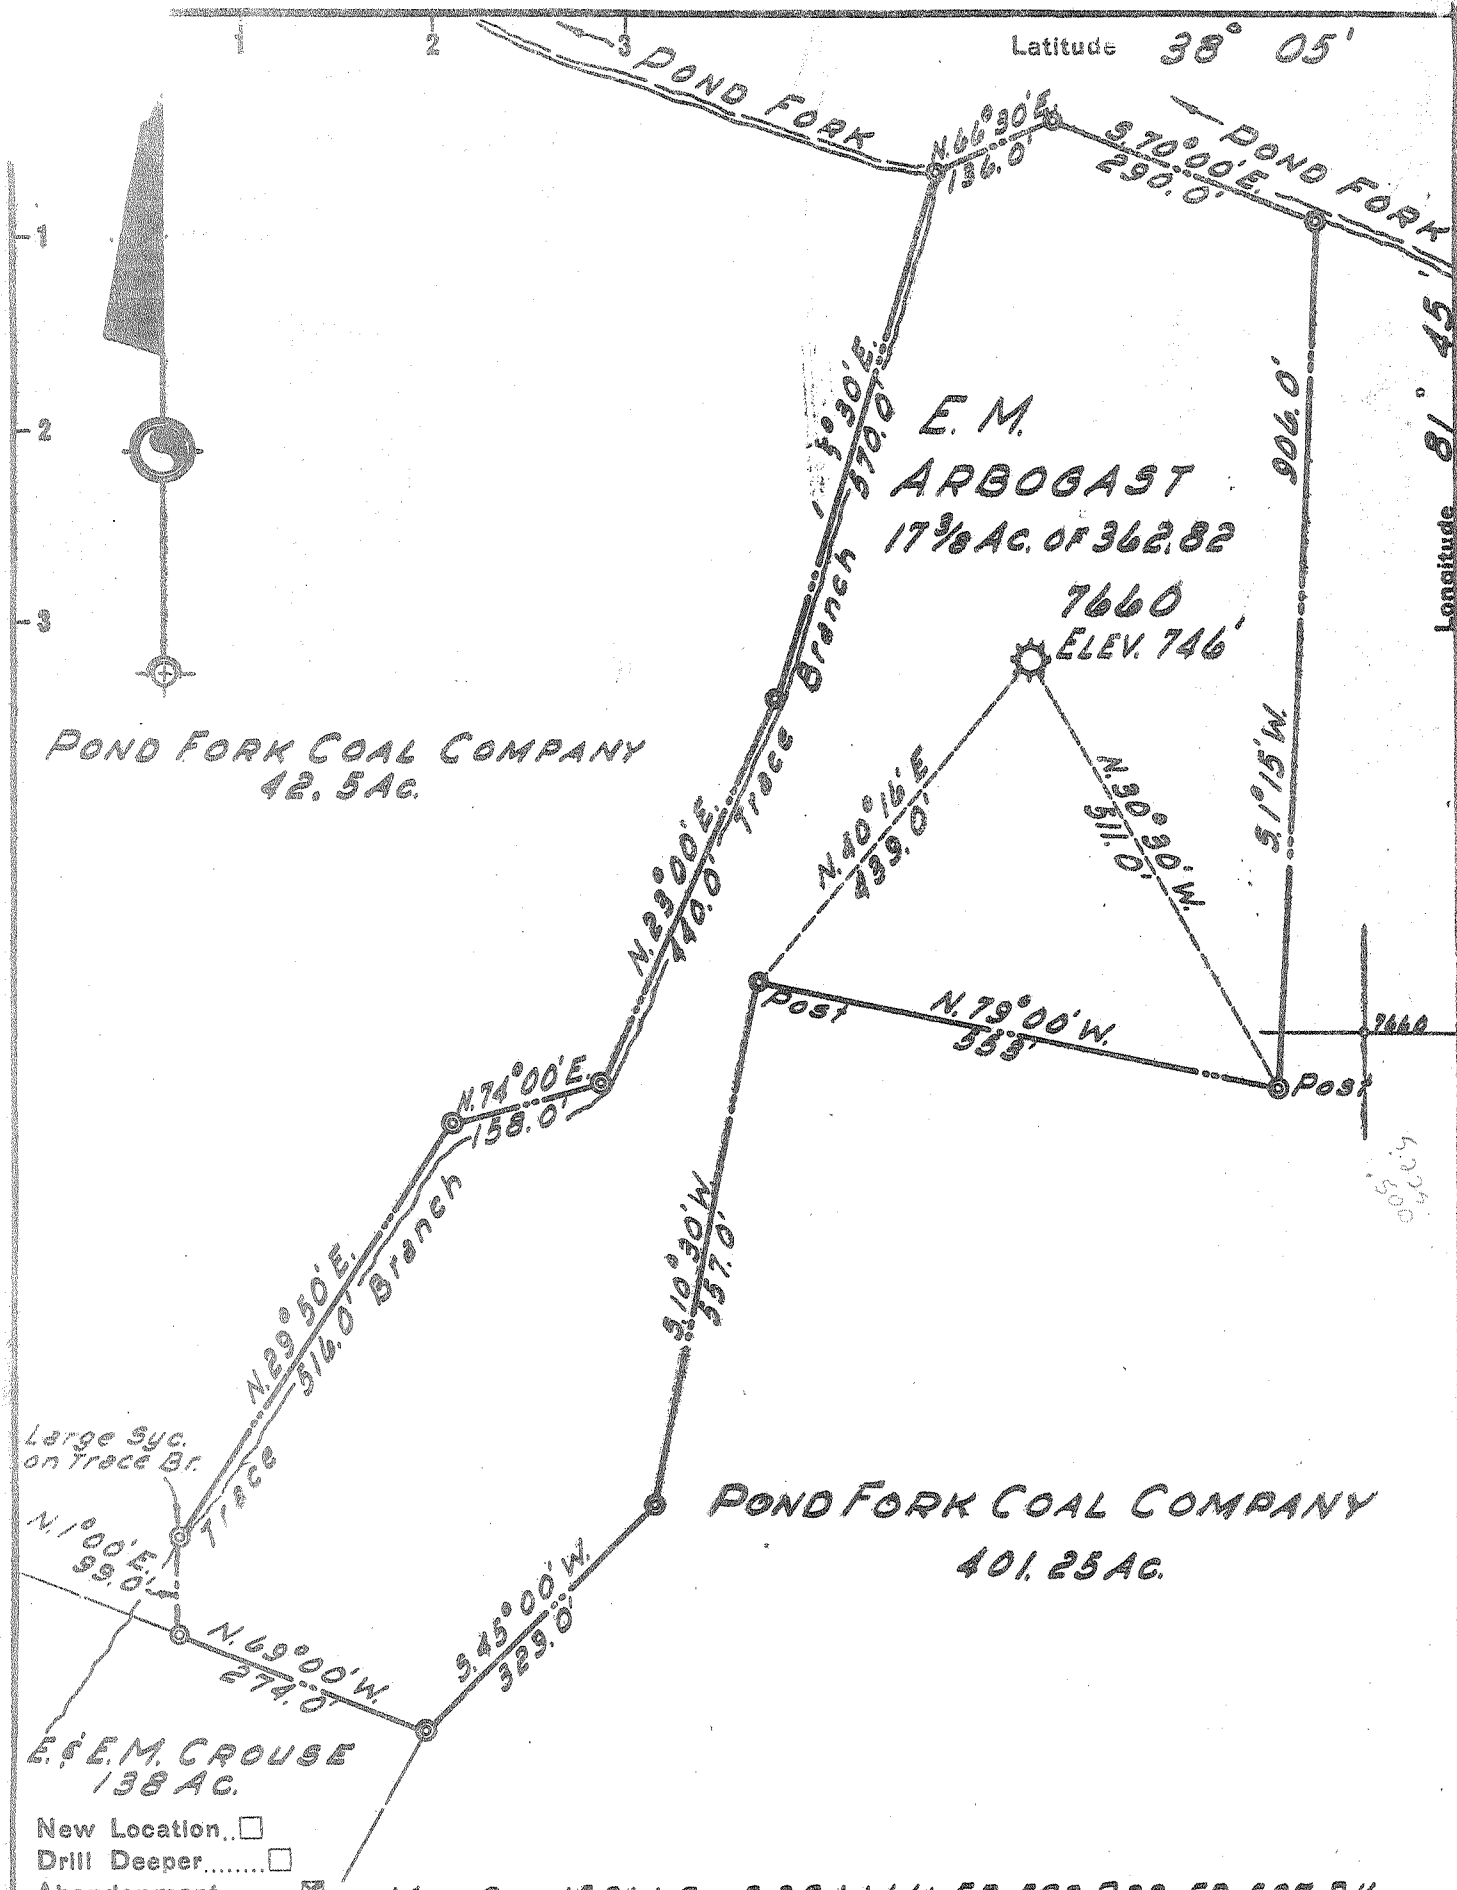 1
2
3
Latitude 38° 05'
POND FORK
N.66°30'E.
136.0'
S.70°00'E.
290.0'
POND FORK
1
2
3
Longitude 81° 45'
°30'E.
570.0'
Trace Branch
E. M.
ARBOGAST
17 3/8 AC. OF 362.82
7660
ELEV. 746'
906.0'
S.1°15'W.
POND FORK COAL COMPANY
42.5 AC.
N.40°16'E
439.0'
N.30°30'W.
511.0'
N.23°00'E.
440.0'
Post
N.79°00'W.
553'
7660
Post
N.74°00'E.
158.0'
N.29°50'E.
516.0'
Trace Branch
S.10°30'W.
557.0'
Large Syc.
on Trace Br.
N.1°00'E.
99.0'
POND FORK COAL COMPANY
401.25 AC.
S.45°00'W.
329.0'
N.69°00'W.
274.0'
E. & E.M. CROUSE
138 AC.
New Location..
Drill Deeper........